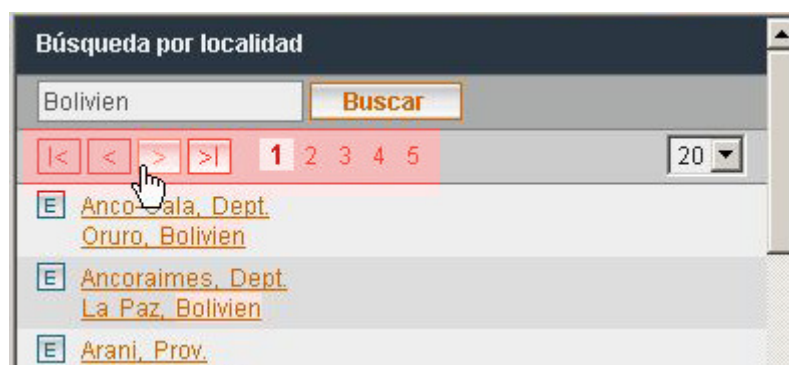 Búsqueda por localidad
Bolivien Buscar
|< < > >| 1 2 3 4 5 20
E Anco-Cala, Dept.
Oruro, Bolivien
E Ancoraimes, Dept.
La Paz, Bolivien
E Arani, Prov.